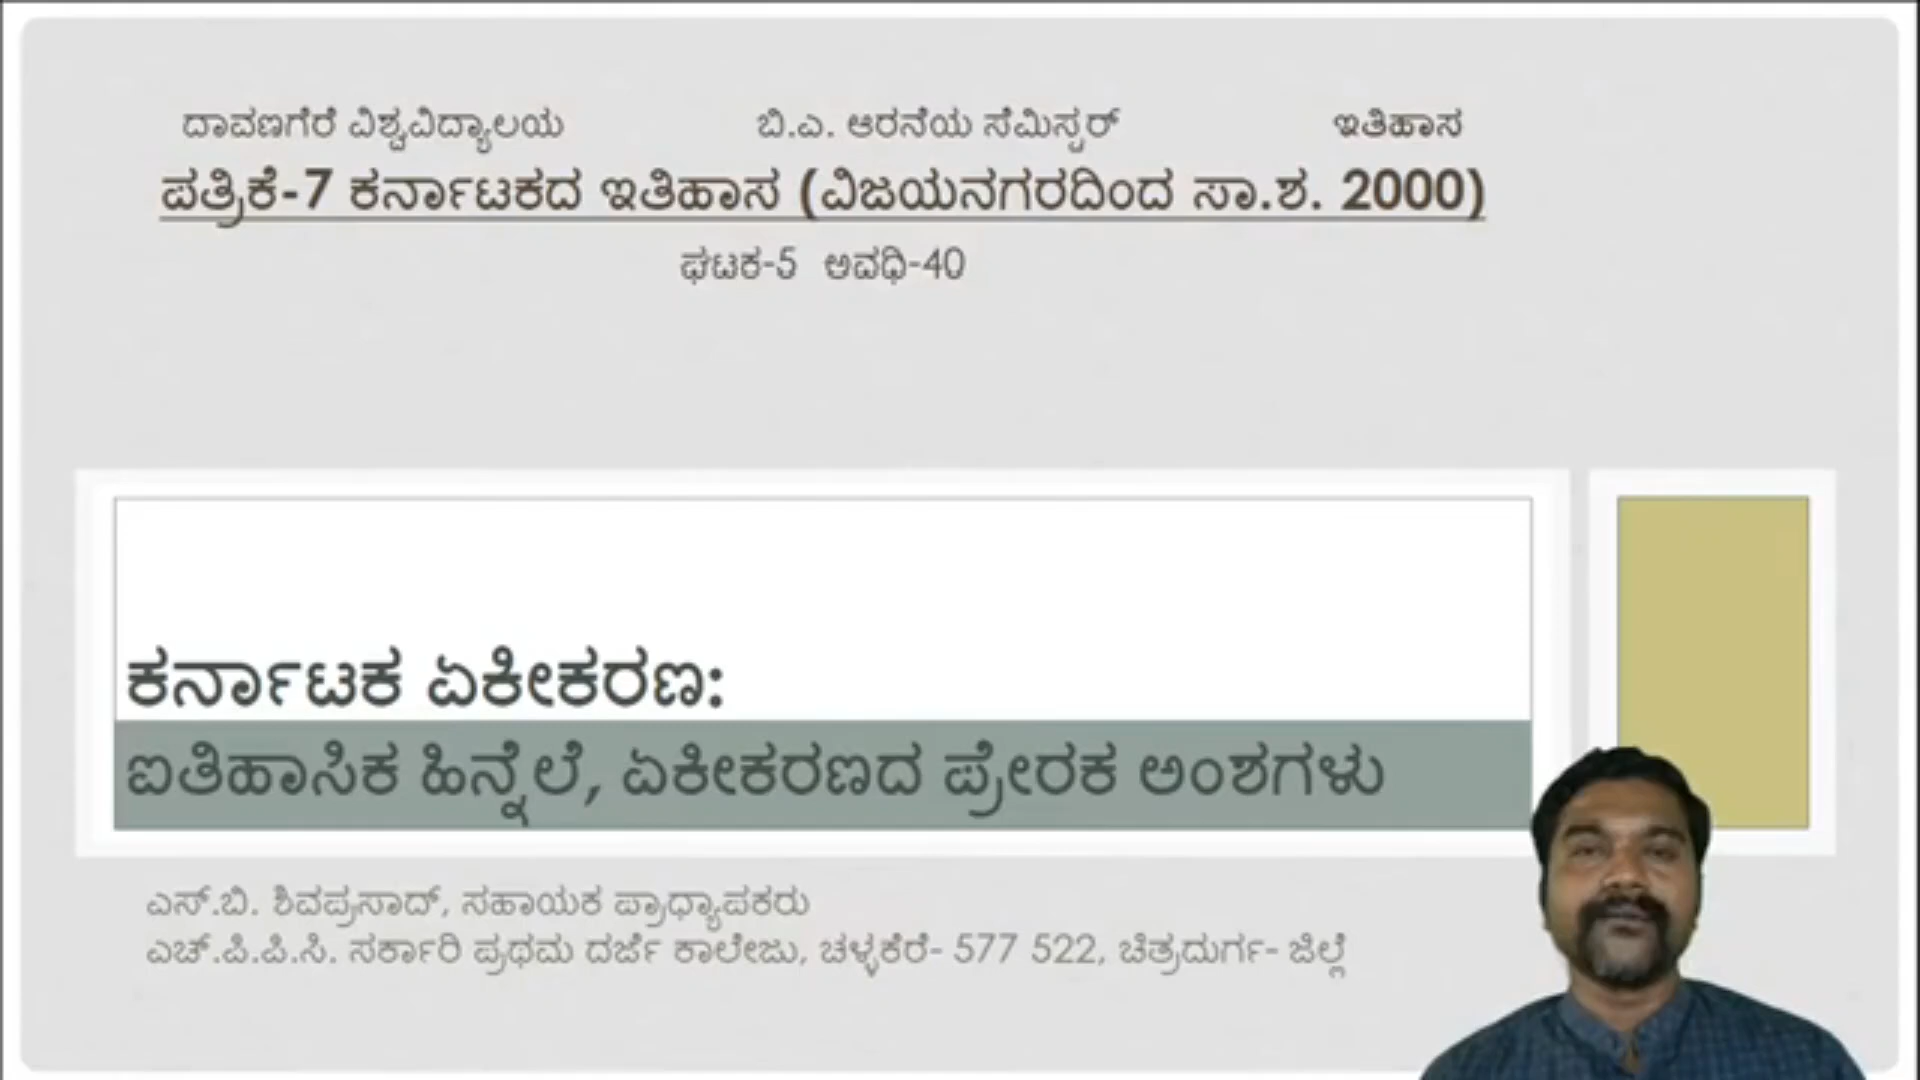 ದಾವಣಗೆರೆ ವಿಶ್ವವಿದ್ಯಾಲಯ ಬಿ.ಎ. ಆರನೆಯ ಸೆಮಿಸ್ಟರ್ ಇತಿಹಾಸ
ಪತ್ರಿಕೆ-7 ಕರ್ನಾಟಕದ ಇತಿಹಾಸ (ವಿಜಯನಗರದಿಂದ ಸಾ.ಶ. 2000)
ಘಟಕ-5 ಅವಧಿ-40
ಕರ್ನಾಟಕ ಏಕೀಕರಣ:
ಐತಿಹಾಸಿಕ ಹಿನ್ನೆಲೆ, ಏಕೀಕರಣದ ಪ್ರೇರಕ ಅಂಶಗಳು
ಎಸ್.ಬಿ. ಶಿವಪ್ರಸಾದ್, ಸಹಾಯಕ ಪ್ರಾಧ್ಯಾಪಕರು
ಎಚ್.ಪಿ.ಪಿ.ಸಿ. ಸರ್ಕಾರಿ ಪ್ರಥಮ ದರ್ಜೆ ಕಾಲೇಜು, ಚಳ್ಳಕೆರೆ- 577 522, ಚಿತ್ರದುರ್ಗ- ಜಿಲ್ಲೆ